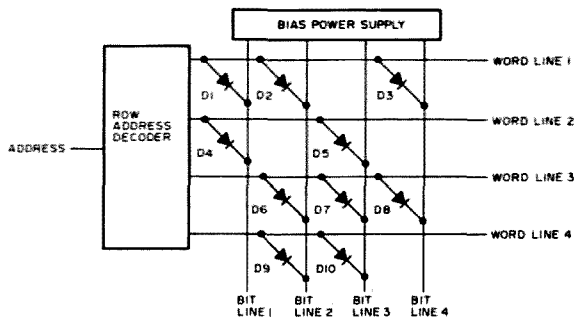 BIAS POWER SUPPLY
WORD LINE 1
D1
D2
D3
ROW
ADDRESS
DECODER
WORD LINE 2
ADDRESS
D4
D5
WORD LINE 3
D6
D7
D8
WORD LINE 4
D9
D10
BIT
LINE 1
BIT
LINE 2
BIT
LINE 3
BIT
LINE 4